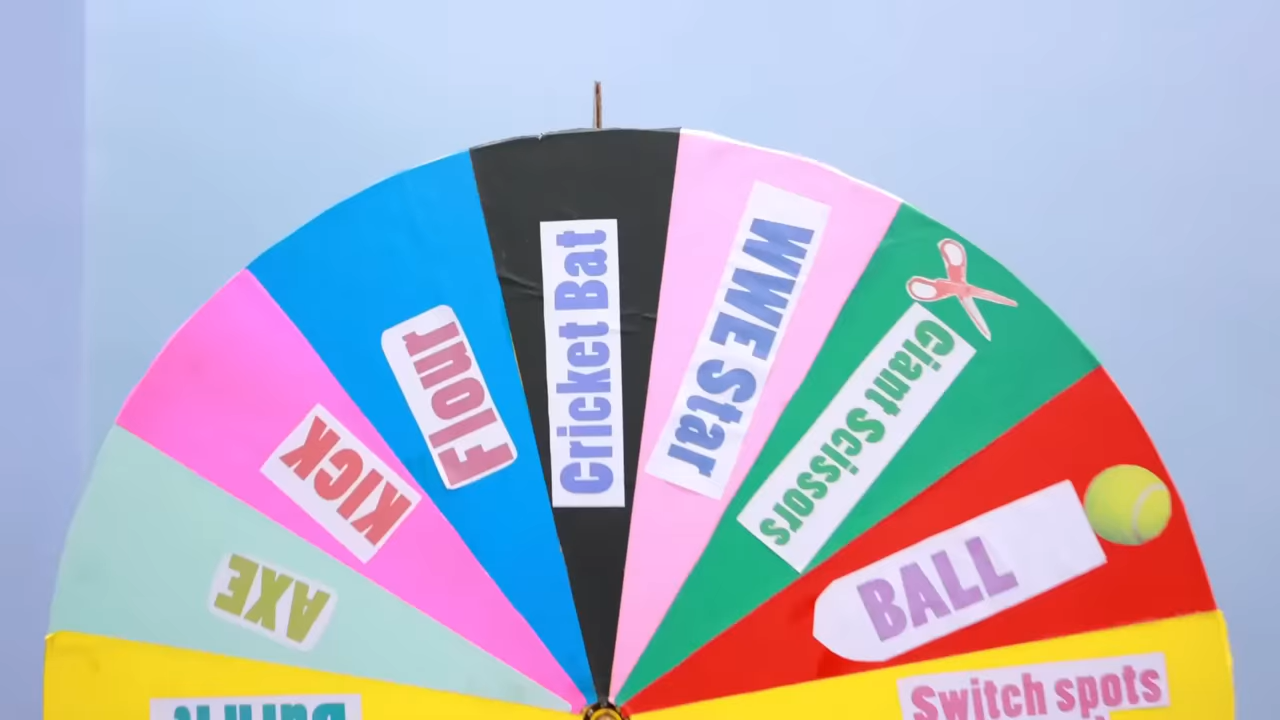 AXE
KICK
Flour
Cricket Bat
WWE Star
Giant Scissors
BALL
Switch spots